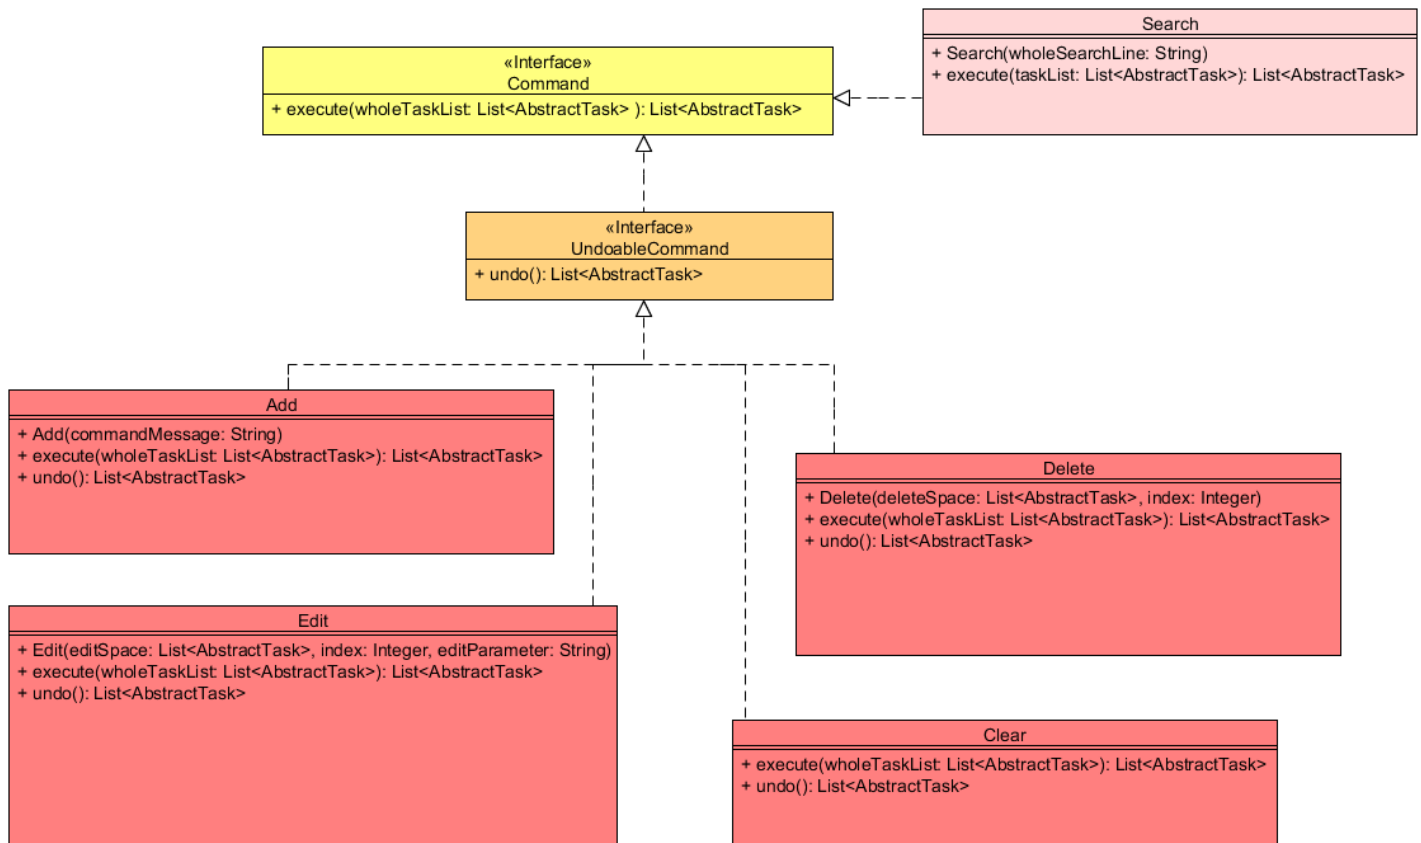 Search
+ Search(wholeSearchLine: String)
+ execute(taskList: List<AbstractTask>): List<AbstractTask>
«Interface»
Command
+ execute(wholeTaskList: List<AbstractTask> ): List<AbstractTask>
«Interface»
UndoableCommand
+ undo(): List<AbstractTask>
Add
+ Add(commandMessage: String)
+ execute(wholeTaskList: List<AbstractTask>): List<AbstractTask>
+ undo(): List<AbstractTask>
Delete
+ Delete(deleteSpace: List<AbstractTask>, index: Integer)
+ execute(wholeTaskList: List<AbstractTask>): List<AbstractTask>
+ undo(): List<AbstractTask>
Edit
+ Edit(editSpace: List<AbstractTask>, index: Integer, editParameter: String)
+ execute(wholeTaskList: List<AbstractTask>): List<AbstractTask>
+ undo(): List<AbstractTask>
Clear
+ execute(wholeTaskList: List<AbstractTask>): List<AbstractTask>
+ undo(): List<AbstractTask>